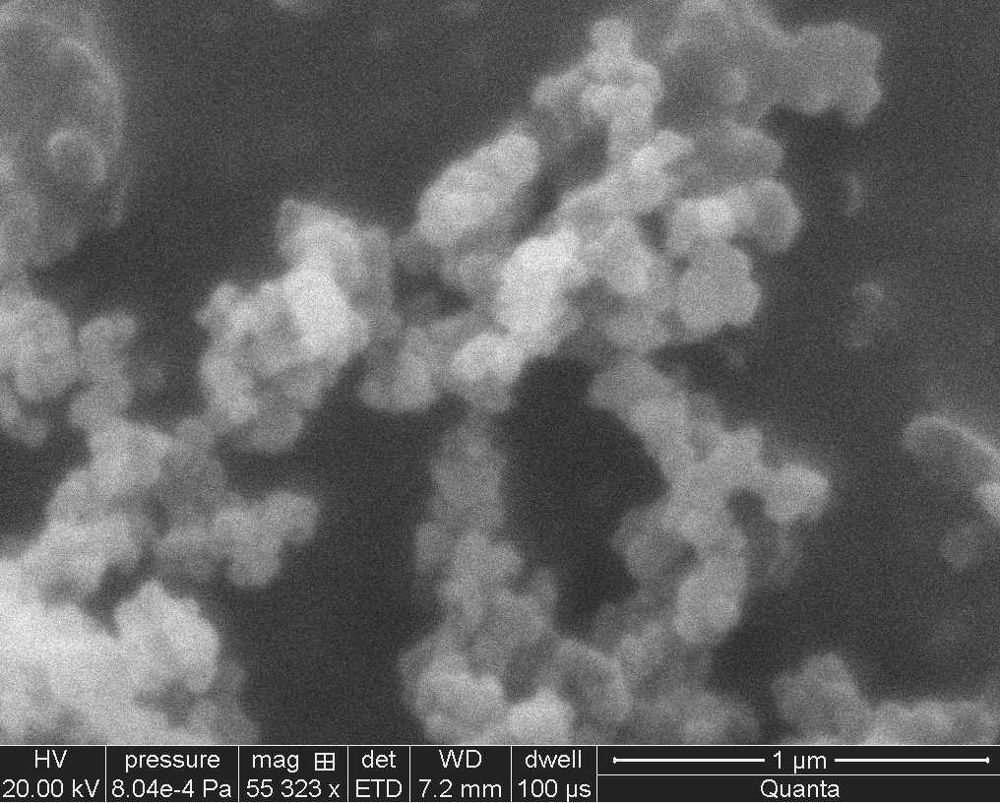 HV pressure mag det WD dwell 1 µm
20.00 kV 8.04e-4 Pa 55 323 x ETD 7.2 mm 100 µs Quanta